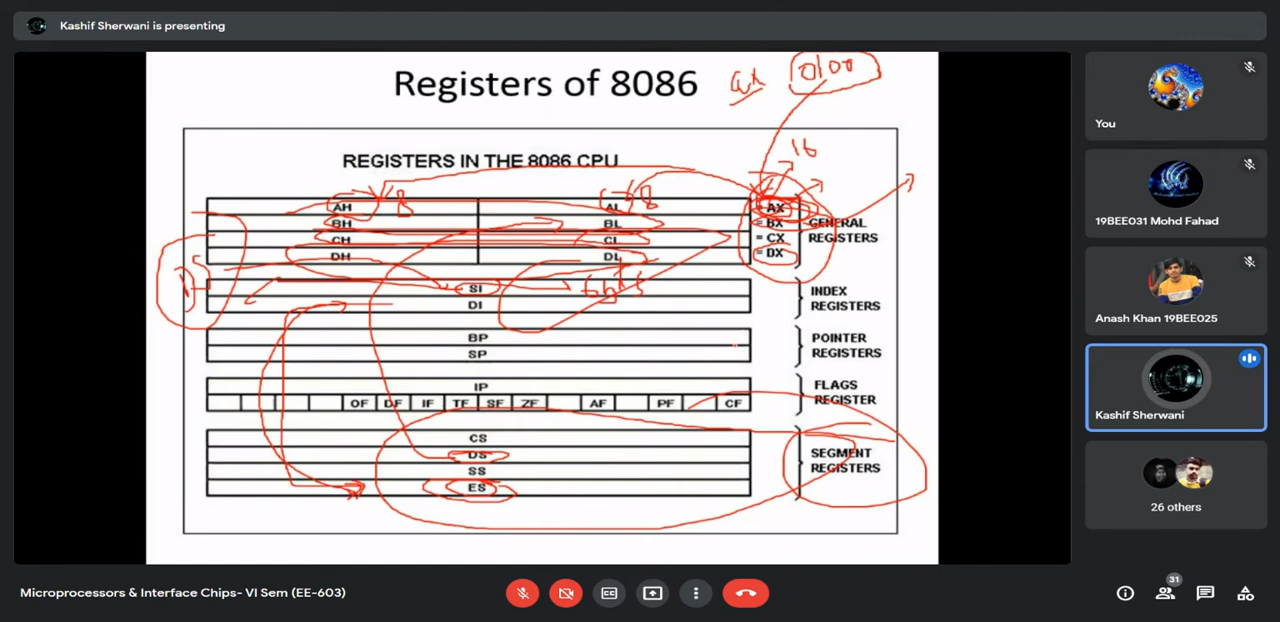 Kashif Sherwani is presenting
Registers of 8086
0100
REGISTERS IN THE 8086 CPU
16
AH 8 AL 8 = AX
BH BL = BX
CH CL = CX
DH DL = DX
GENERAL
REGISTERS
DS
SI
DI
INDEX
REGISTERS
BP
SP
POINTER
REGISTERS
IP
OF DF IF TF SF ZF AF PF CF
FLAGS
REGISTER
CS
DS
SS
ES
SEGMENT
REGISTERS
You
19BEE031 Mohd Fahad
Anash Khan 19BEE025
Kashif Sherwani
26 others
Microprocessors & Interface Chips- VI Sem (EE-603)
31